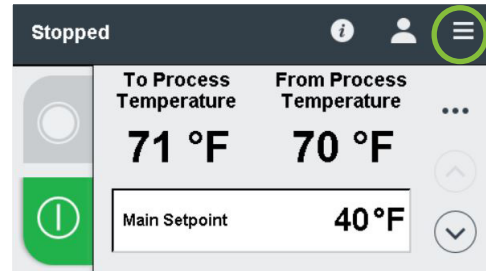 Stopped
To Process Temperature
From Process Temperature
71 °F
70 °F
Main Setpoint 40°F